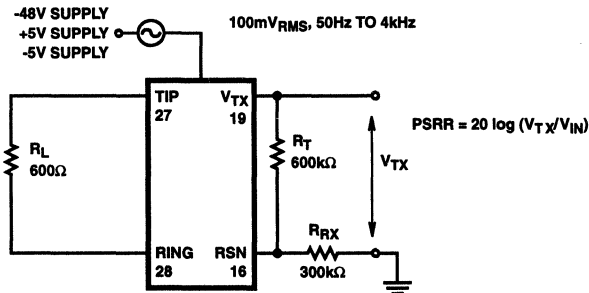 -48V SUPPLY
+5V SUPPLY
-5V SUPPLY
100mVRMS, 50Hz TO 4kHz
TIP
27
VTX
19
PSRR = 20 log (VTX/VIN)
RL
600Ω
RT
600kΩ
VTX
RRX
300kΩ
RING
28
RSN
16